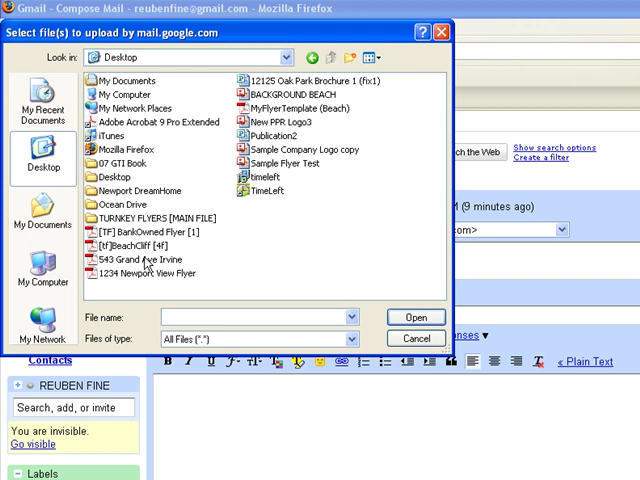 Gmail - Compose Mail - reubenfine@gmail.com - Mozilla Firefox
Select file(s) to upload by mail.google.com
Look in: Desktop
My Recent Documents
Desktop
My Documents
My Computer
My Network
My Documents
My Computer
My Network Places
Adobe Acrobat 9 Pro Extended
iTunes
Mozilla Firefox
07 GTI Book
Desktop
Newport DreamHome
Ocean Drive
TURNKEY FLYERS [MAIN FILE]
[TF] BankOwned Flyer [1]
[tf]BeachCliff [4f]
543 Grand Ave Irvine
1234 Newport View Flyer
12125 Oak Park Brochure 1 (fix1)
BACKGROUND BEACH
MyFlyerTemplate (Beach)
New PPR Logo3
Publication2
Sample Company Logo copy
Sample Flyer Test
timeleft
TimeLeft
File name:
Open
Files of type: All Files (*.*)
Cancel
ch the Web
Show search options
Create a filter
M (9 minutes ago)
onses ▼
B I U
« Plain Text
Contacts
REUBEN FINE
Search, add, or invite
You are invisible.
Go visible
Labels